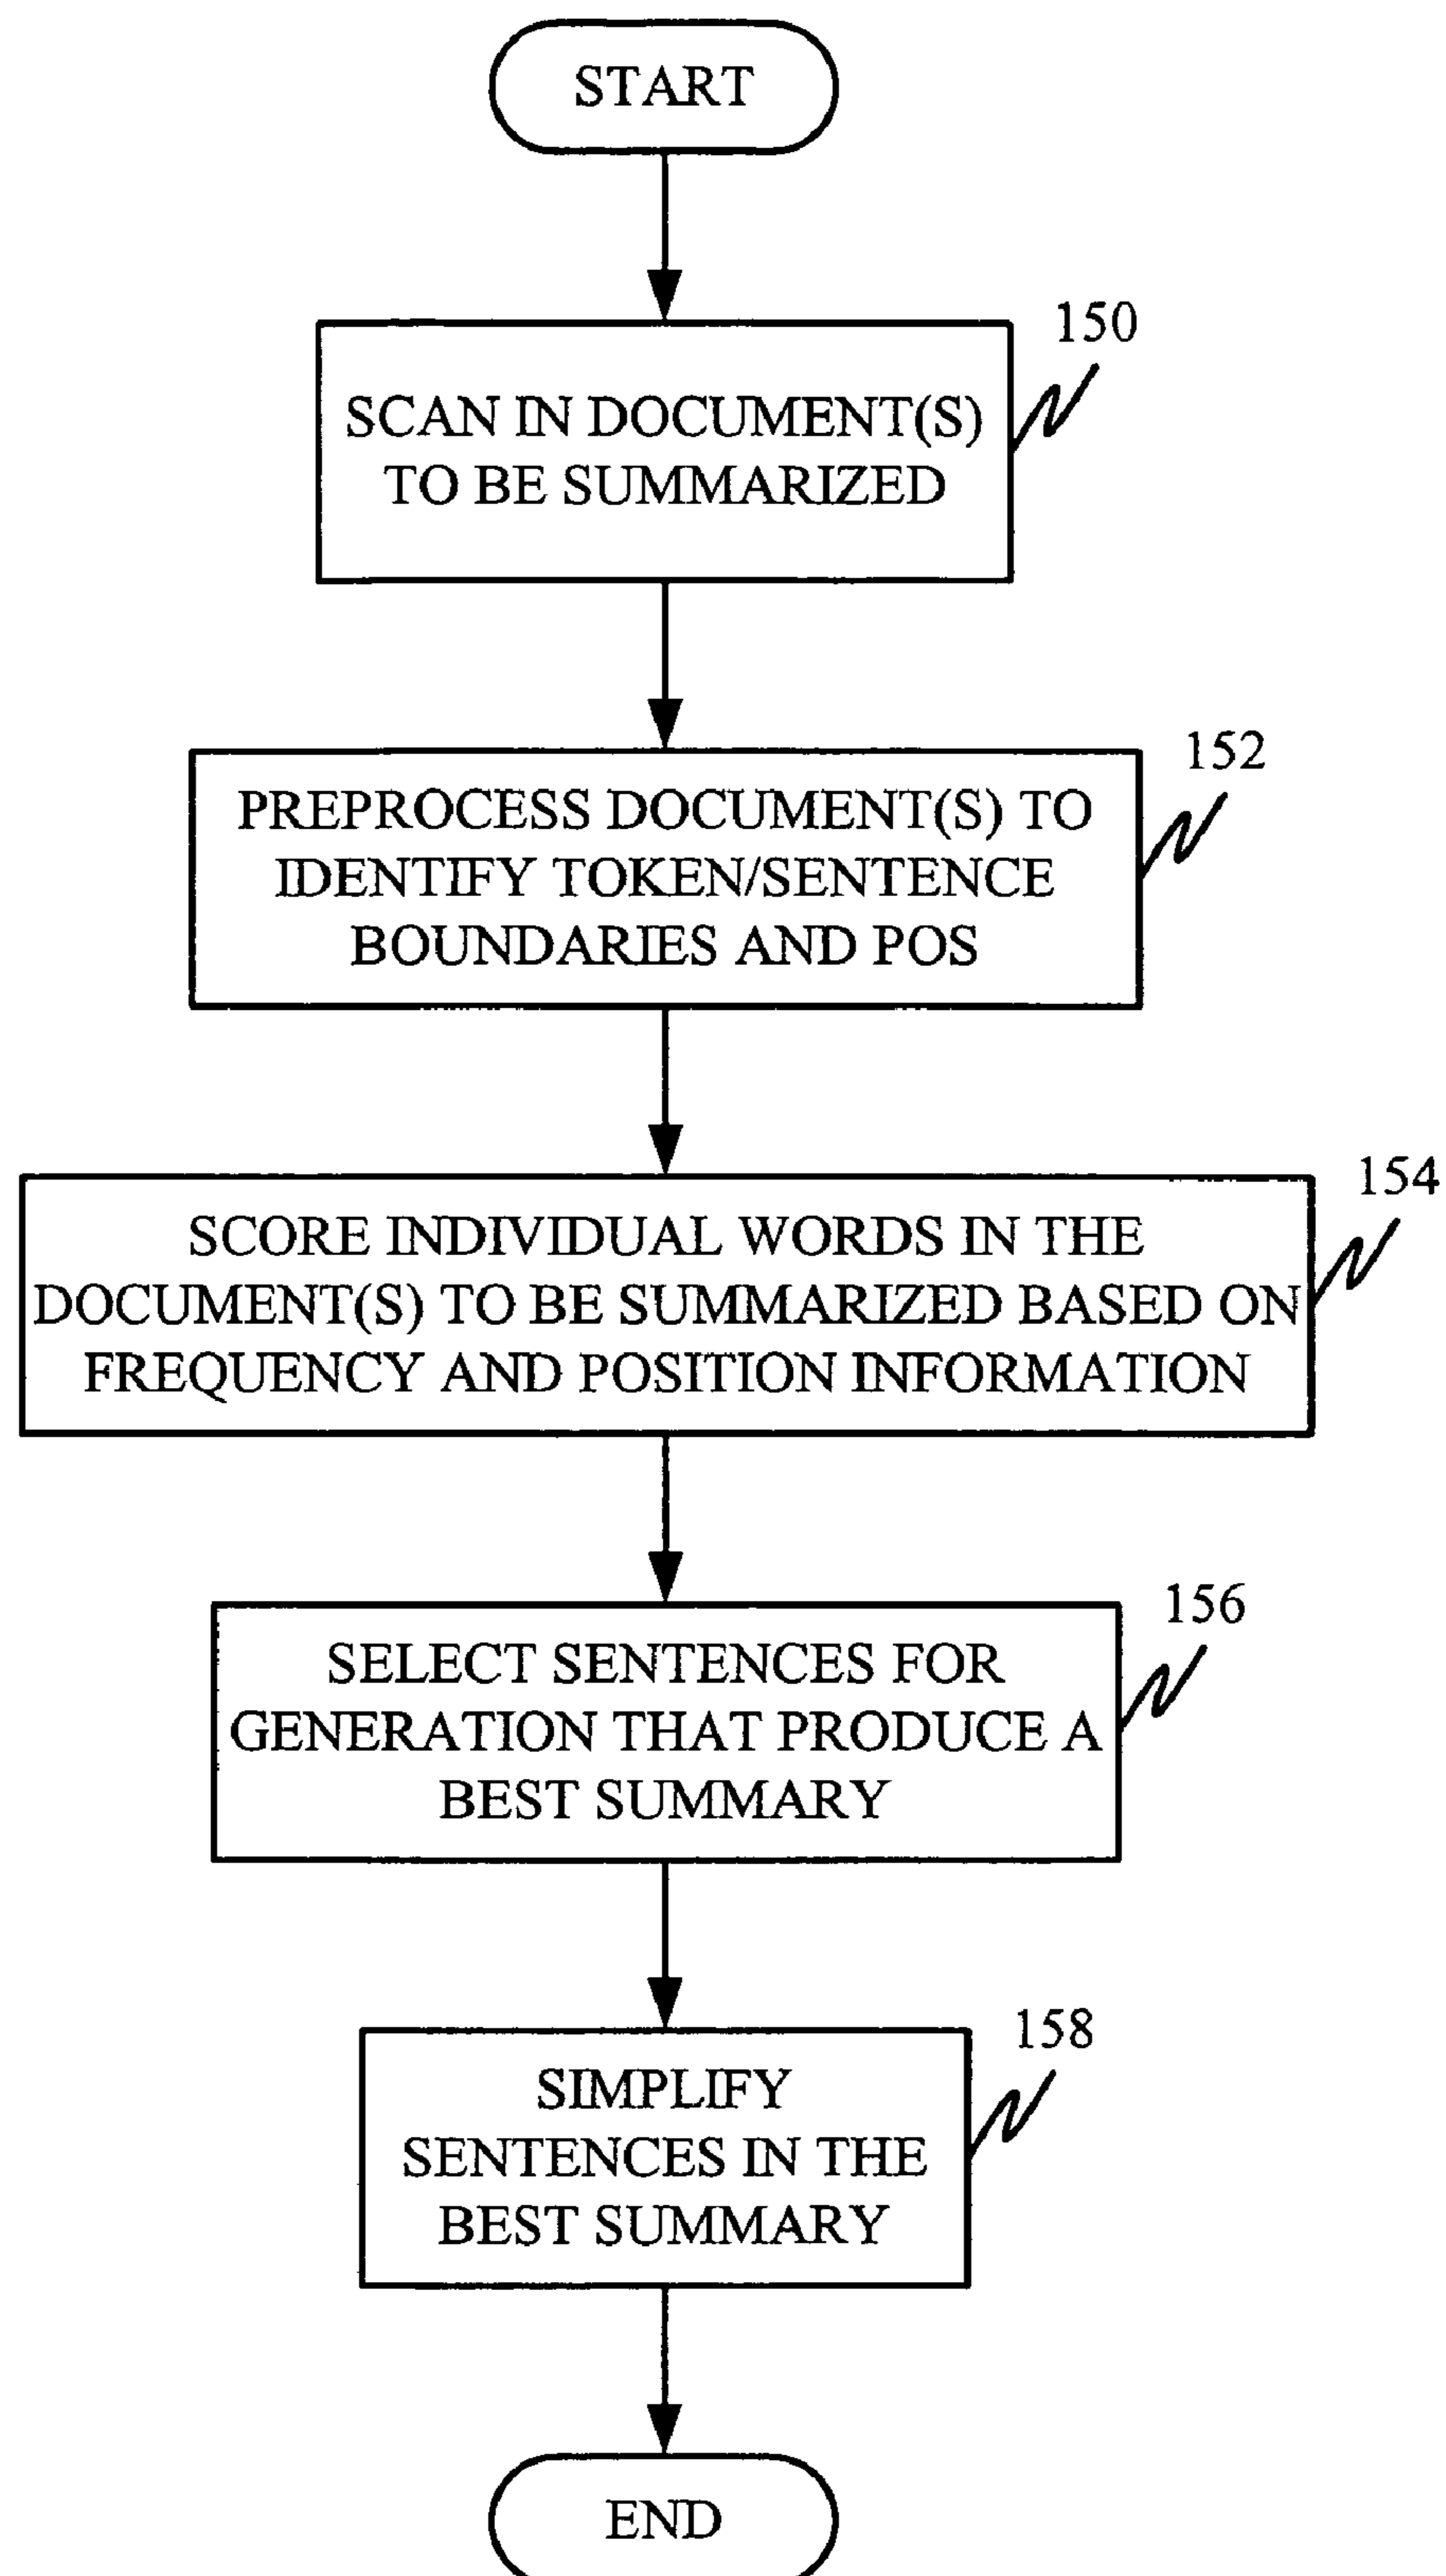 START
150
SCAN IN DOCUMENT(S)
TO BE SUMMARIZED
152
PREPROCESS DOCUMENT(S) TO
IDENTIFY TOKEN/SENTENCE
BOUNDARIES AND POS
154
SCORE INDIVIDUAL WORDS IN THE
DOCUMENT(S) TO BE SUMMARIZED BASED ON
FREQUENCY AND POSITION INFORMATION
156
SELECT SENTENCES FOR
GENERATION THAT PRODUCE A
BEST SUMMARY
158
SIMPLIFY
SENTENCES IN THE
BEST SUMMARY
END